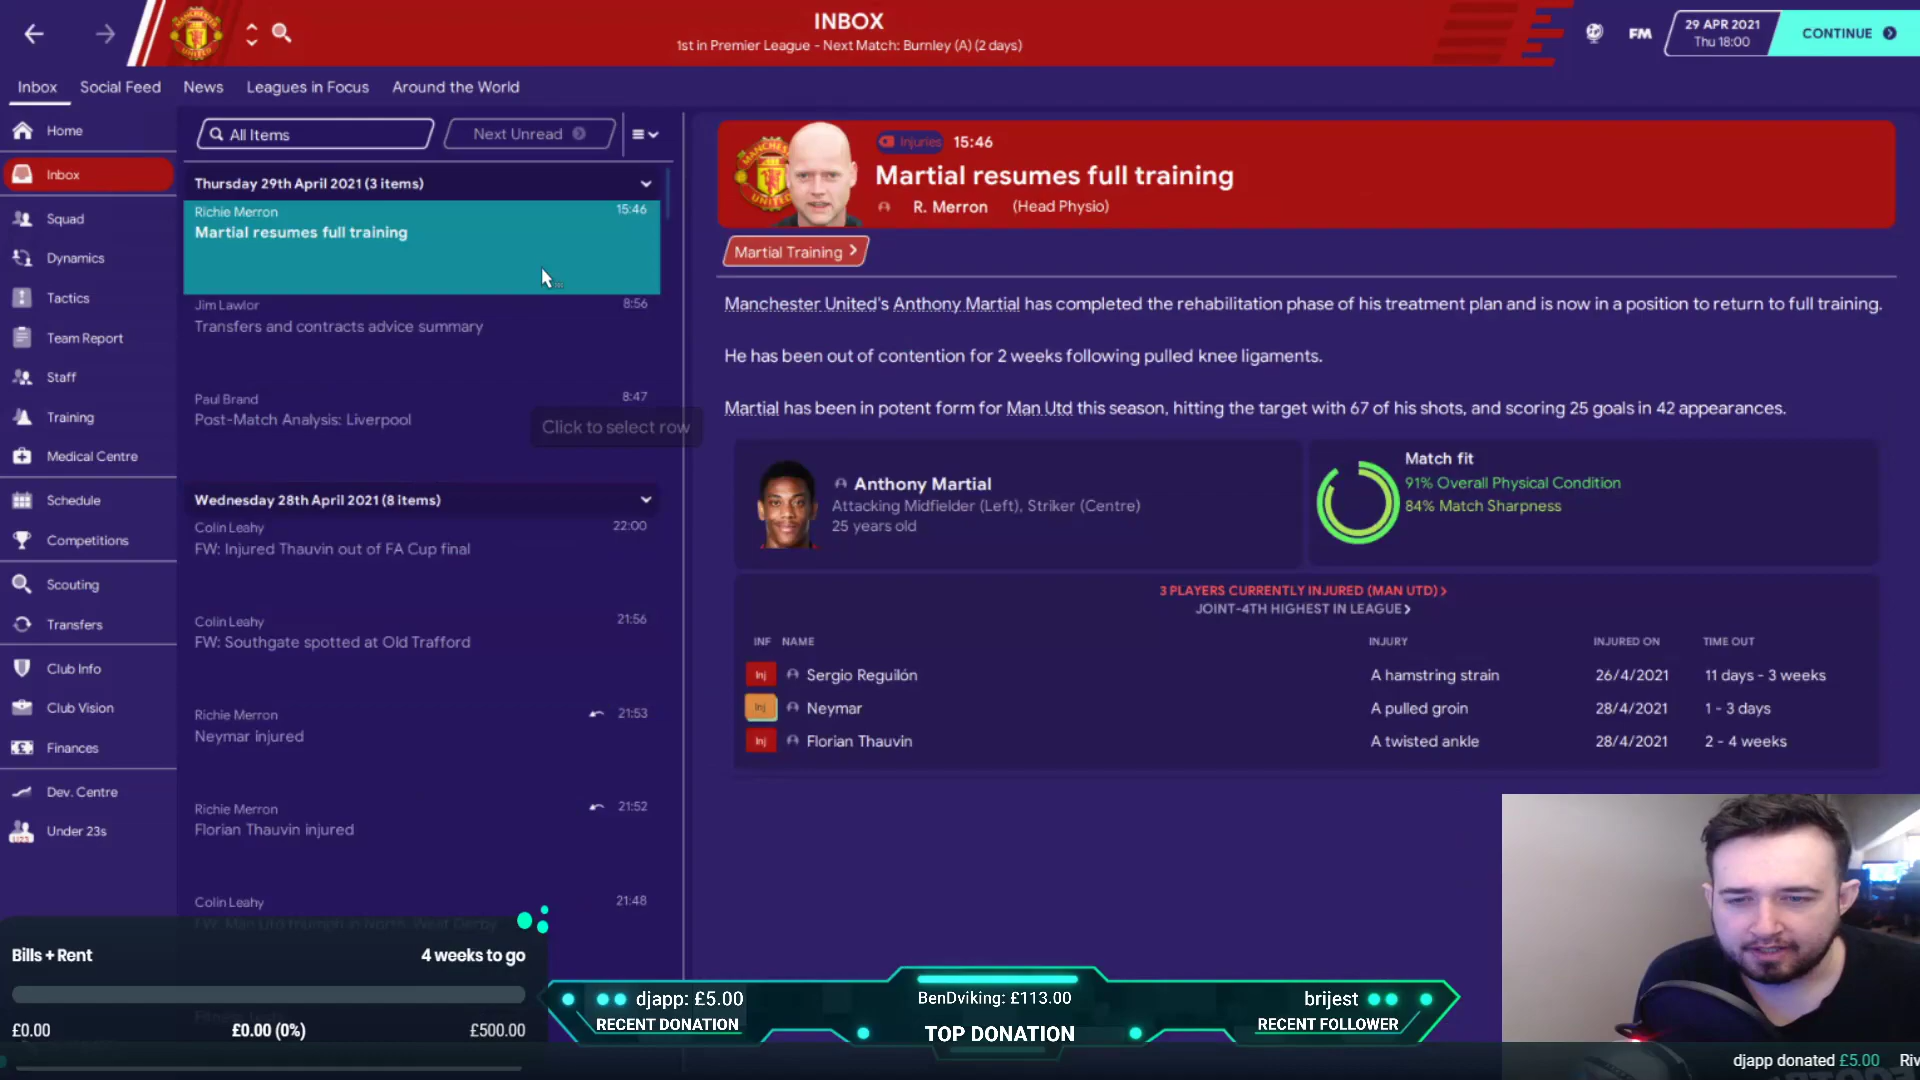 INBOX
1st in Premier League - Next Match: Burnley (A) (2 days)
FM
29 APR 2021
Thu 18:00
CONTINUE
Inbox
Social Feed
News
Leagues in Focus
Around the World
Home
Inbox
Squad
Dynamics
Tactics
Team Report
Staff
Training
Medical Centre
Schedule
Competitions
Scouting
Transfers
Club Info
Club Vision
Finances
Dev. Centre
Under 23s
All Items
Next Unread
Thursday 29th April 2021 (3 items)
Richie Merron 15:46
Martial resumes full training
Jim Lawlor 8:56
Transfers and contracts advice summary
Paul Brand 8:47
Post-Match Analysis: Liverpool
Click to select row
Wednesday 28th April 2021 (8 items)
Colin Leahy 22:00
FW: Injured Thauvin out of FA Cup final
Colin Leahy 21:56
FW: Southgate spotted at Old Trafford
Richie Merron 21:53
Neymar injured
Richie Merron 21:52
Florian Thauvin injured
Colin Leahy 21:48
FW: Man Utd triumph in North West Derby
Injuries 15:46
Martial resumes full training
R. Merron (Head Physio)
Martial Training
Manchester United's Anthony Martial has completed the rehabilitation phase of his treatment plan and is now in a position to return to full training.
He has been out of contention for 2 weeks following pulled knee ligaments.
Martial has been in potent form for Man Utd this season, hitting the target with 67 of his shots, and scoring 25 goals in 42 appearances.
Anthony Martial
Attacking Midfielder (Left), Striker (Centre)
25 years old
Match fit
91% Overall Physical Condition
84% Match Sharpness
3 PLAYERS CURRENTLY INJURED (MAN UTD)
JOINT-4TH HIGHEST IN LEAGUE
INF NAME INJURY INJURED ON TIME OUT
Inj Sergio Reguilón A hamstring strain 26/4/2021 11 days - 3 weeks
Inj Neymar A pulled groin 28/4/2021 1 - 3 days
Inj Florian Thauvin A twisted ankle 28/4/2021 2 - 4 weeks
Bills + Rent 4 weeks to go
£0.00 £0.00 (0%) £500.00
djapp: £5.00
RECENT DONATION
BenDviking: £113.00
TOP DONATION
brijest
RECENT FOLLOWER
djapp donated £5.00